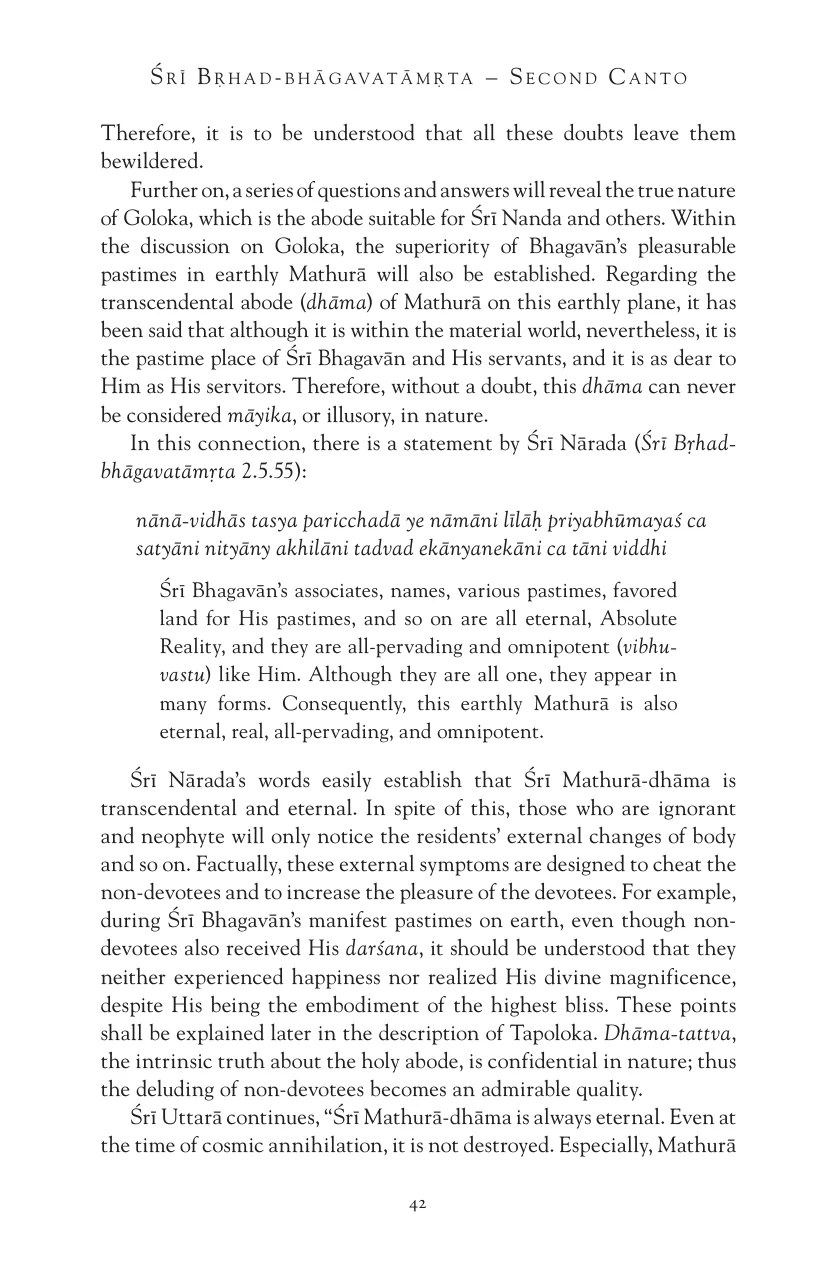 Śrī Bṛhad-bhāgavatāmṛta – Second Canto
Therefore, it is to be understood that all these doubts leave them
bewildered.
Further on, a series of questions and answers will reveal the true nature
of Goloka, which is the abode suitable for Śrī Nanda and others. Within
the discussion on Goloka, the superiority of Bhagavān’s pleasurable
pastimes in earthly Mathurā will also be established. Regarding the
transcendental abode (dhāma) of Mathurā on this earthly plane, it has
been said that although it is within the material world, nevertheless, it is
the pastime place of Śrī Bhagavān and His servants, and it is as dear to
Him as His servitors. Therefore, without a doubt, this dhāma can never
be considered māyika, or illusory, in nature.
In this connection, there is a statement by Śrī Nārada (Śrī Bṛhad-
bhāgavatāmṛta 2.5.55):
nānā-vidhās tasya paricchadā ye nāmāni līlāḥ priyabhūmayaś ca
satyāni nityāny akhilāni tadvad ekānyanekāni ca tāni viddhi
Śrī Bhagavān’s associates, names, various pastimes, favored
land for His pastimes, and so on are all eternal, Absolute
Reality, and they are all-pervading and omnipotent (vibhu-
vastu) like Him. Although they are all one, they appear in
many forms. Consequently, this earthly Mathurā is also
eternal, real, all-pervading, and omnipotent.
Śrī Nārada’s words easily establish that Śrī Mathurā-dhāma is
transcendental and eternal. In spite of this, those who are ignorant
and neophyte will only notice the residents’ external changes of body
and so on. Factually, these external symptoms are designed to cheat the
non-devotees and to increase the pleasure of the devotees. For example,
during Śrī Bhagavān’s manifest pastimes on earth, even though non-
devotees also received His darśana, it should be understood that they
neither experienced happiness nor realized His divine magnificence,
despite His being the embodiment of the highest bliss. These points
shall be explained later in the description of Tapoloka. Dhāma-tattva,
the intrinsic truth about the holy abode, is confidential in nature; thus
the deluding of non-devotees becomes an admirable quality.
Śrī Uttarā continues, “Śrī Mathurā-dhāma is always eternal. Even at
the time of cosmic annihilation, it is not destroyed. Especially, Mathurā
42